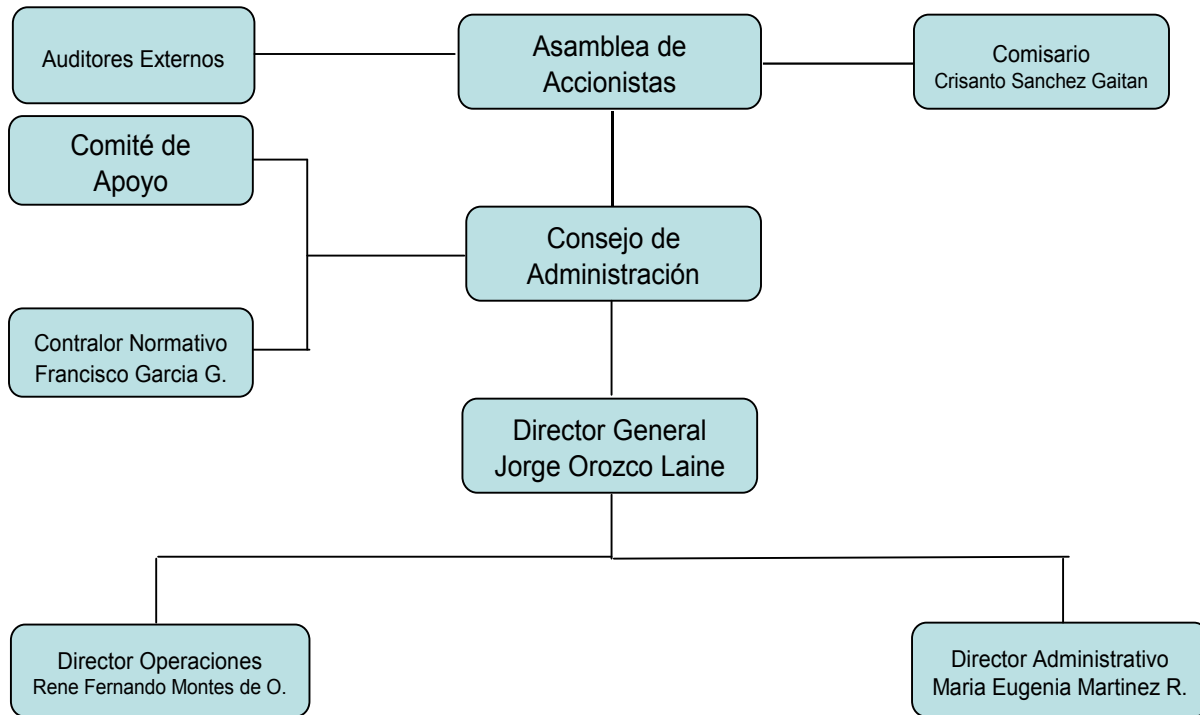 Auditores Externos
Asamblea de
Accionistas
Comisario
Crisanto Sanchez Gaitan
Comité de
Apoyo
Consejo de
Administración
Contralor Normativo
Francisco Garcia G.
Director General
Jorge Orozco Laine
Director Operaciones
Rene Fernando Montes de O.
Director Administrativo
Maria Eugenia Martinez R.